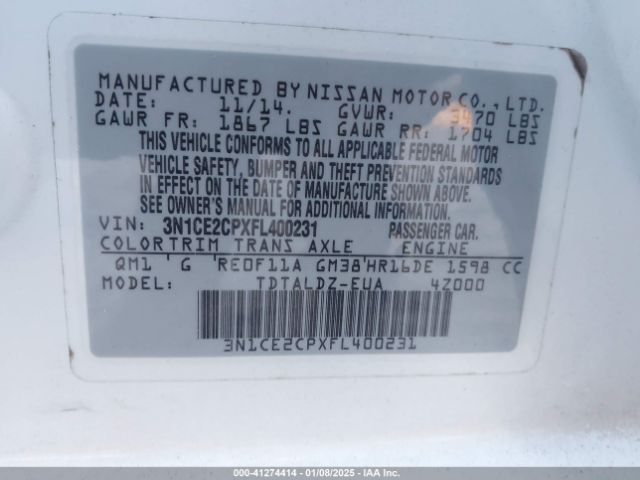 MANUFACTURED BY NISSAN MOTOR CO., LTD.
DATE: 11/14. GVWR: 3470 LBS
GAWR FR: 1867 LBS GAWR RR: 1704 LBS
THIS VEHICLE CONFORMS TO ALL APPLICABLE FEDERAL MOTOR
VEHICLE SAFETY, BUMPER AND THEFT PREVENTION STANDARDS
IN EFFECT ON THE DATE OF MANUFACTURE SHOWN ABOVE.
SEE OWNER'S MANUAL FOR ADDITIONAL INFORMATION
VIN: 3N1CE2CPXFL400231 PASSENGER CAR.
COLOR TRIM TRANS AXLE ENGINE
QM1 ' G 'RE0F11A GM38'HR16DE 1598 CC
MODEL: TDTALDZ-EUA 4Z000
3N1CE2CPXFL400231
000-41274414 - 01/08/2025 - IAA Inc.